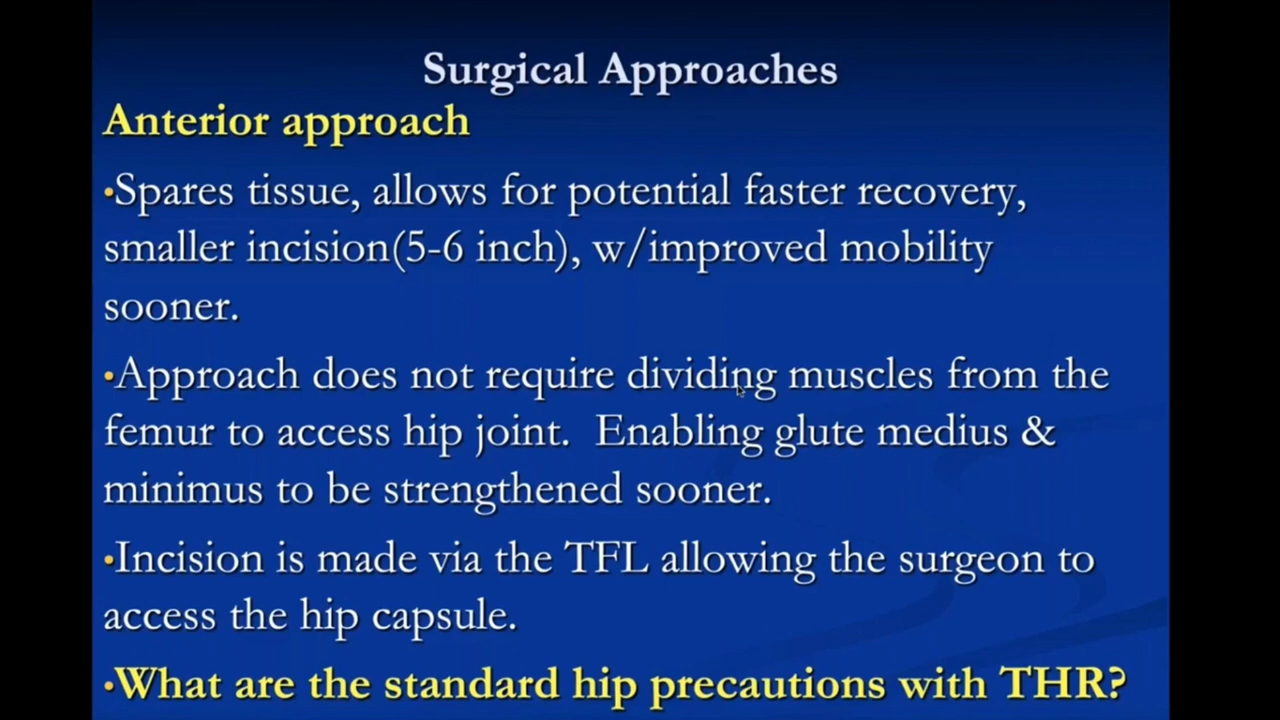 Surgical Approaches
Anterior approach
•Spares tissue, allows for potential faster recovery,
smaller incision(5-6 inch), w/improved mobility
sooner.
•Approach does not require dividing muscles from the
femur to access hip joint.  Enabling glute medius &
minimus to be strengthened sooner.
•Incision is made via the TFL allowing the surgeon to
access the hip capsule.
•What are the standard hip precautions with THR?